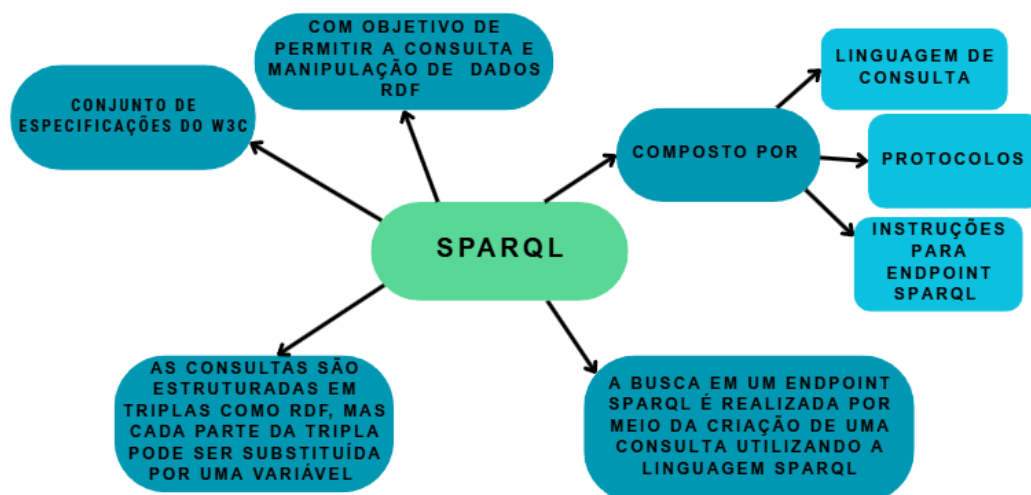 COM OBJETIVO DE
PERMITIR A CONSULTA E
MANIPULAÇÃO DE DADOS
RDF
CONJUNTO DE
ESPECIFICAÇÕES DO W3C
COMPOSTO POR
LINGUAGEM DE
CONSULTA
PROTOCOLOS
INSTRUÇÕES
PARA
ENDPOINT
SPARQL
SPARQL
AS CONSULTAS SÃO
ESTRUTURADAS EM
TRIPLAS COMO RDF, MAS
CADA PARTE DA TRIPLA
PODE SER SUBSTITUÍDA
POR UMA VARIÁVEL
A BUSCA EM UM ENDPOINT
SPARQL É REALIZADA POR
MEIO DA CRIAÇÃO DE UMA
CONSULTA UTILIZANDO A
LINGUAGEM SPARQL